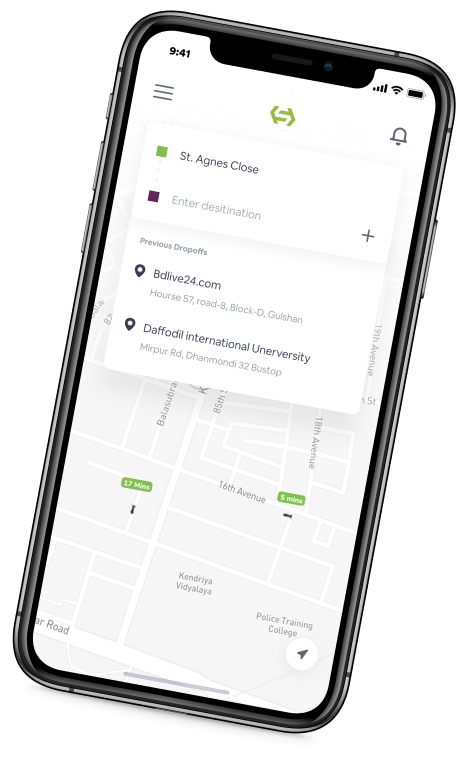 9:41
St. Agnes Close
Enter desitination
Previous Dropoffs
Bdlive24.com
Hourse 57, road-8, Block-D, Gulshan
Daffodil international Unerversity
Mirpur Rd, Dhanmondi 32 Bustop
19th Avenue
82
n St
Balasubra
K
85th
18th Avenue
17 Mins
16th Avenue
5 mins
Kendriya
Vidyalaya
Police Training
College
ar Road